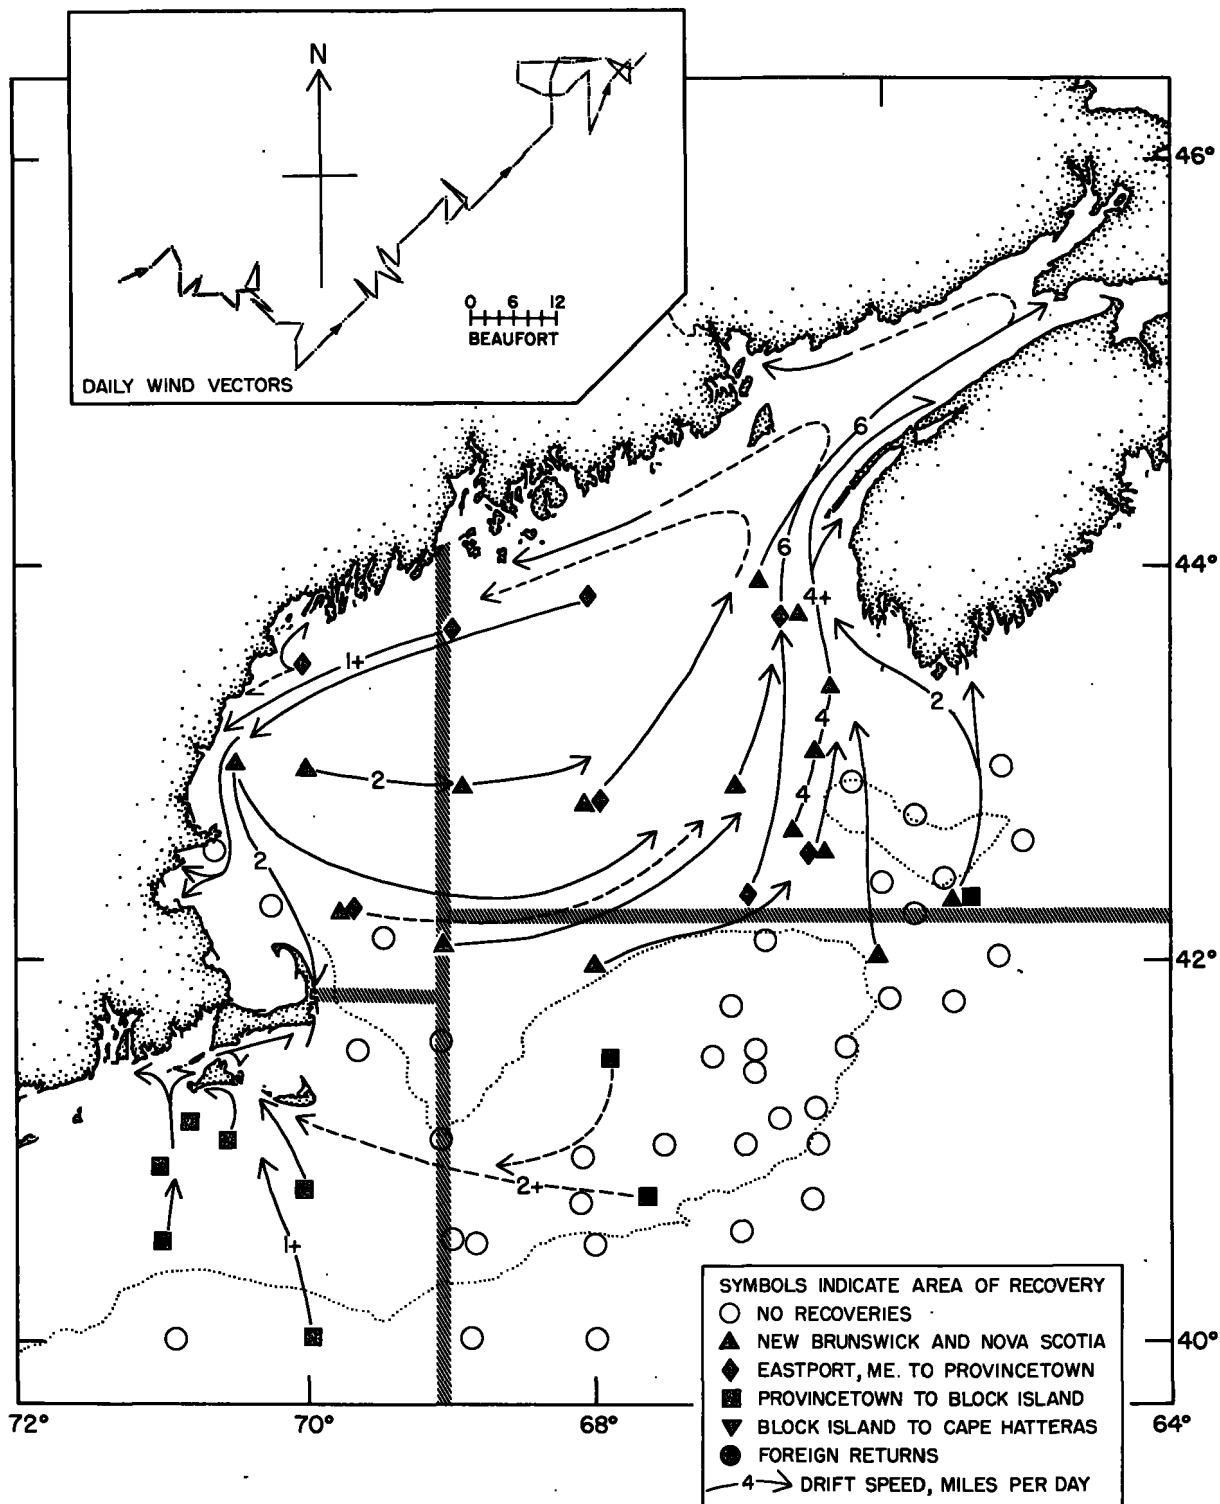 N
0 6 12
BEAUFORT
DAILY WIND VECTORS
46°
6
44°
6
4+
1+
2
4
2
4
2
42°
2+
1+
40°
72°
70°
68°
64°
SYMBOLS INDICATE AREA OF RECOVERY
NO RECOVERIES
NEW BRUNSWICK AND NOVA SCOTIA
EASTPORT, ME. TO PROVINCETOWN
PROVINCETOWN TO BLOCK ISLAND
BLOCK ISLAND TO CAPE HATTERAS
FOREIGN RETURNS
4 DRIFT SPEED, MILES PER DAY